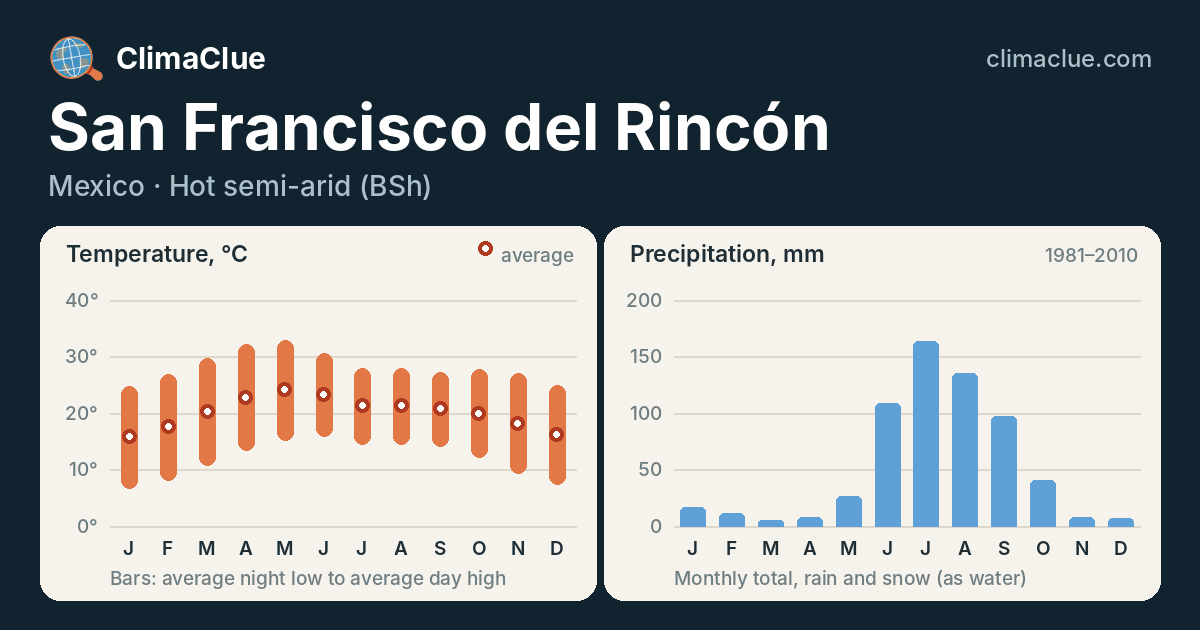 ClimaClue
climaclue.com
San Francisco del Rincón
Mexico · Hot semi-arid (BSh)
Temperature, °C
average
40°
30°
20°
10°
0°
J F M A M J J A S O N D
Bars: average night low to average day high
Precipitation, mm
1981–2010
200
150
100
50
0
J F M A M J J A S O N D
Monthly total, rain and snow (as water)